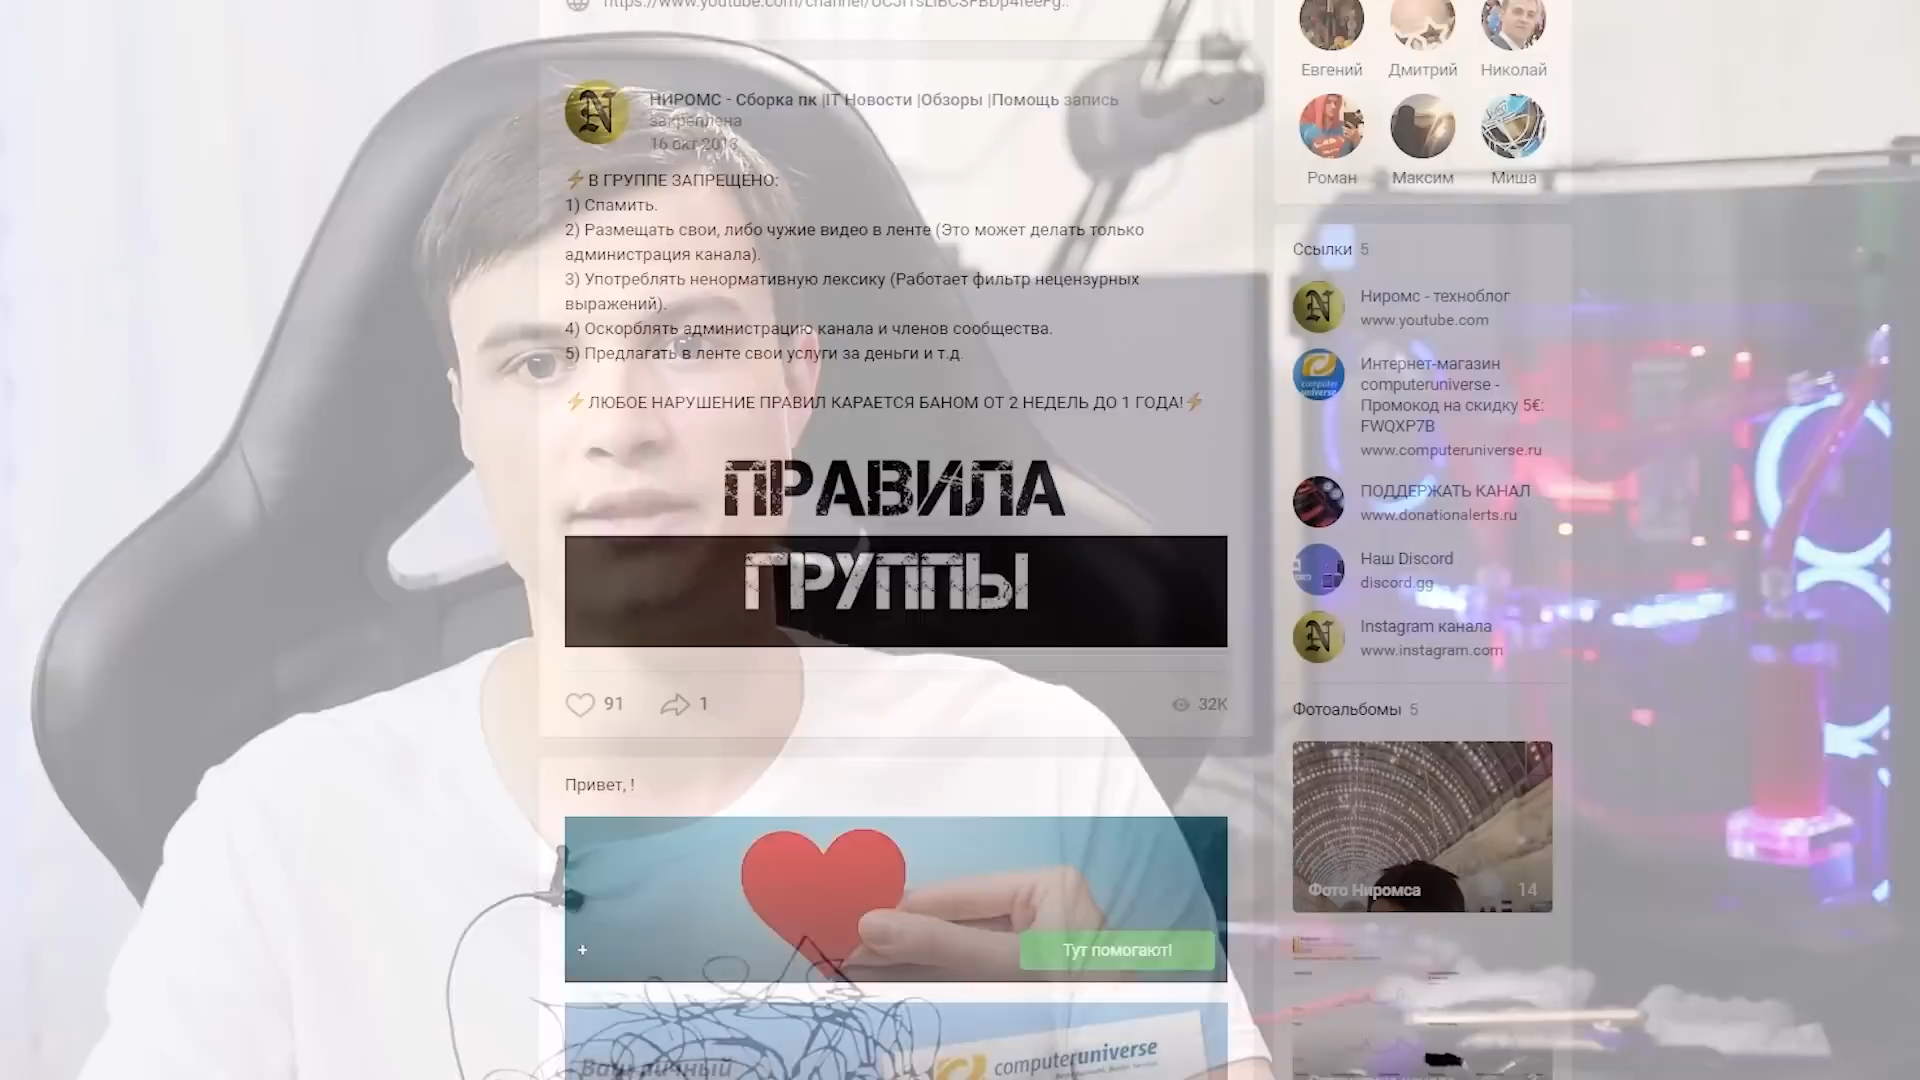 НИРОМС - Сборка пк |IT Новости |Обзоры |Помощь запись
закреплена
⚡В ГРУППЕ ЗАПРЕЩЕНО:
1) Спамить.
2) Размещать свои, либо чужие видео в ленте (Это может делать только
администрация канала).
3) Употреблять ненормативную лексику (Работает фильтр нецензурных
выражений).
4) Оскорблять администрацию канала и членов сообщества.
5) Предлагать в ленте свои услуги за деньги и т.д.
⚡ЛЮБОЕ НАРУШЕНИЕ ПРАВИЛ КАРАЕТСЯ БАНОМ ОТ 2 НЕДЕЛЬ ДО 1 ГОДА!⚡
ПРАВИЛА
ГРУППЫ
91 1 32K
Привет, !
+ Тут помогают!
Ваш личный
computeruniverse
Евгений Дмитрий Николай
Роман Максим Миша
Ссылки 5
Ниромс - техноблог
www.youtube.com
Интернет-магазин
computeruniverse -
Промокод на скидку 5€:
FWQXP7B
www.computeruniverse.ru
ПОДДЕРЖАТЬ КАНАЛ
www.donationalerts.ru
Наш Discord
discord.gg
Instagram канала
www.instagram.com
Фотоальбомы 5
Фото Ниромса 14